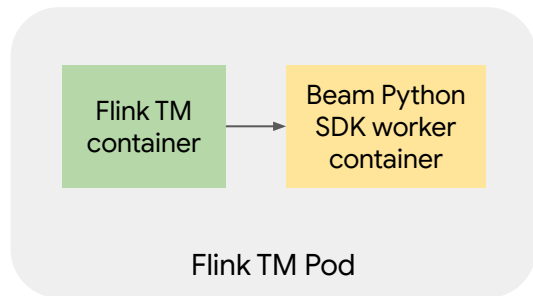 Flink TM
container
Beam Python
SDK worker
container
Flink TM Pod